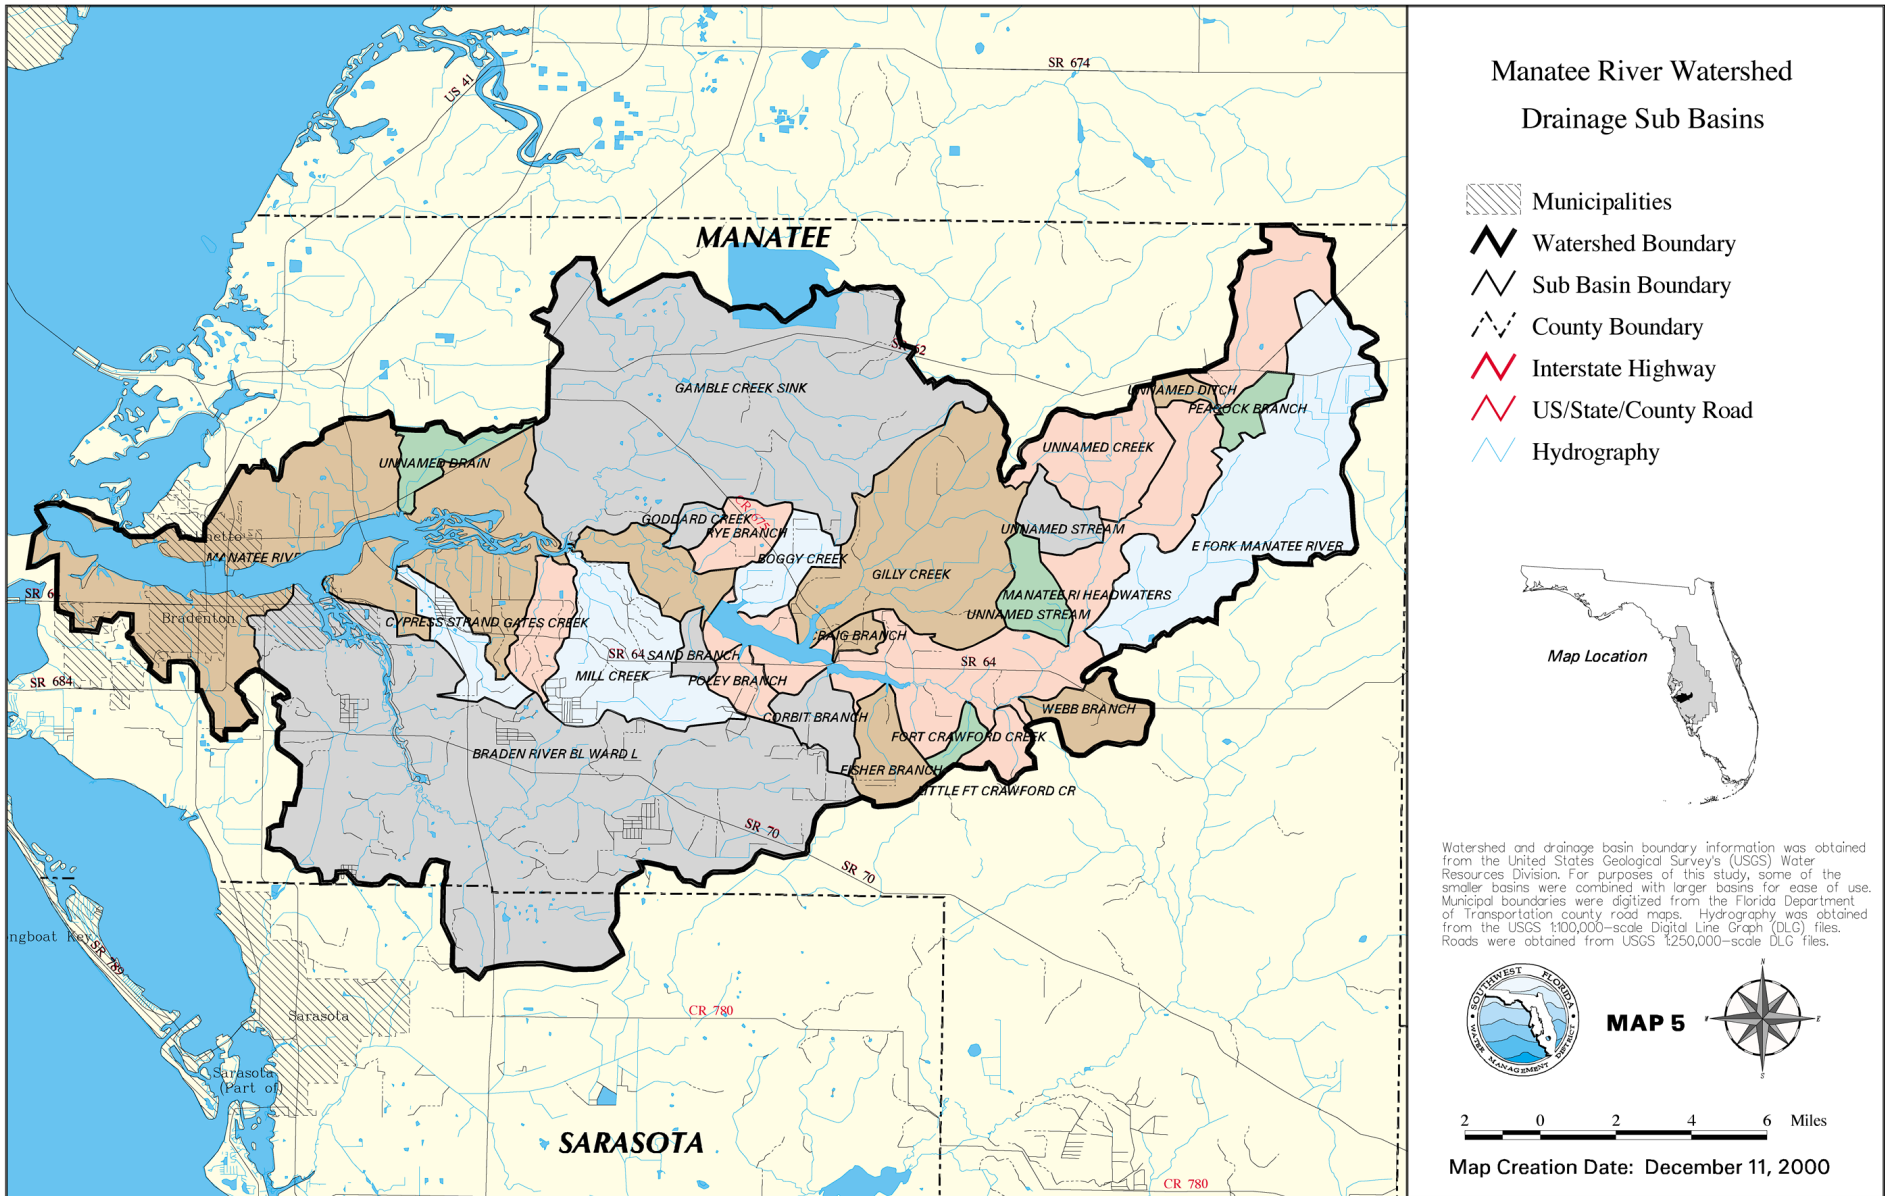 SR 674
US 41
MANATEE
SR 62
GAMBLE CREEK SINK
UNNAMED DITCH
PEACOCK BRANCH
UNNAMED CREEK
UNNAMED DRAIN
CR 675
GODDARD CREEK
RYE BRANCH
UNNAMED STREAM
E FORK MANATEE RIVER
BOGGY CREEK
GILLY CREEK
MANATEE RI HEADWATERS
UNNAMED STREAM
Bradenton
CYPRESS STRAND
GATES CREEK
SR 64
SAND BRANCH
SR 64
MILL CREEK
POLEY BRANCH
SR 684
CORBIT BRANCH
WEBB BRANCH
FORT CRAWFORD CREEK
BRADEN RIVER BL WARD L
FISHER BRANCH
SR 70
SR 70
SR 789
CR 780
Sarasota
Sarasota
(Part of)
SARASOTA
CR 780
Manatee River Watershed
Drainage Sub Basins
Municipalities
Watershed Boundary
Sub Basin Boundary
County Boundary
Interstate Highway
US/State/County Road
Hydrography
Map Location
Watershed and drainage basin boundary information was obtained
from the United States Geological Survey's (USGS) Water
Resources Division. For purposes of this study, some of the
smaller basins were combined with larger basins for ease of use.
Municipal boundaries were digitized from the Florida Department
of Transportation county road maps. Hydrography was obtained
from the USGS 1:100,000-scale Digital Line Graph (DLG) files.
Roads were obtained from USGS 1:250,000-scale DLG files.
SOUTHWEST FLORIDA
WATER MANAGEMENT DISTRICT
MAP 5
N
W E
S
2 0 2 4 6 Miles
Map Creation Date: December 11, 2000